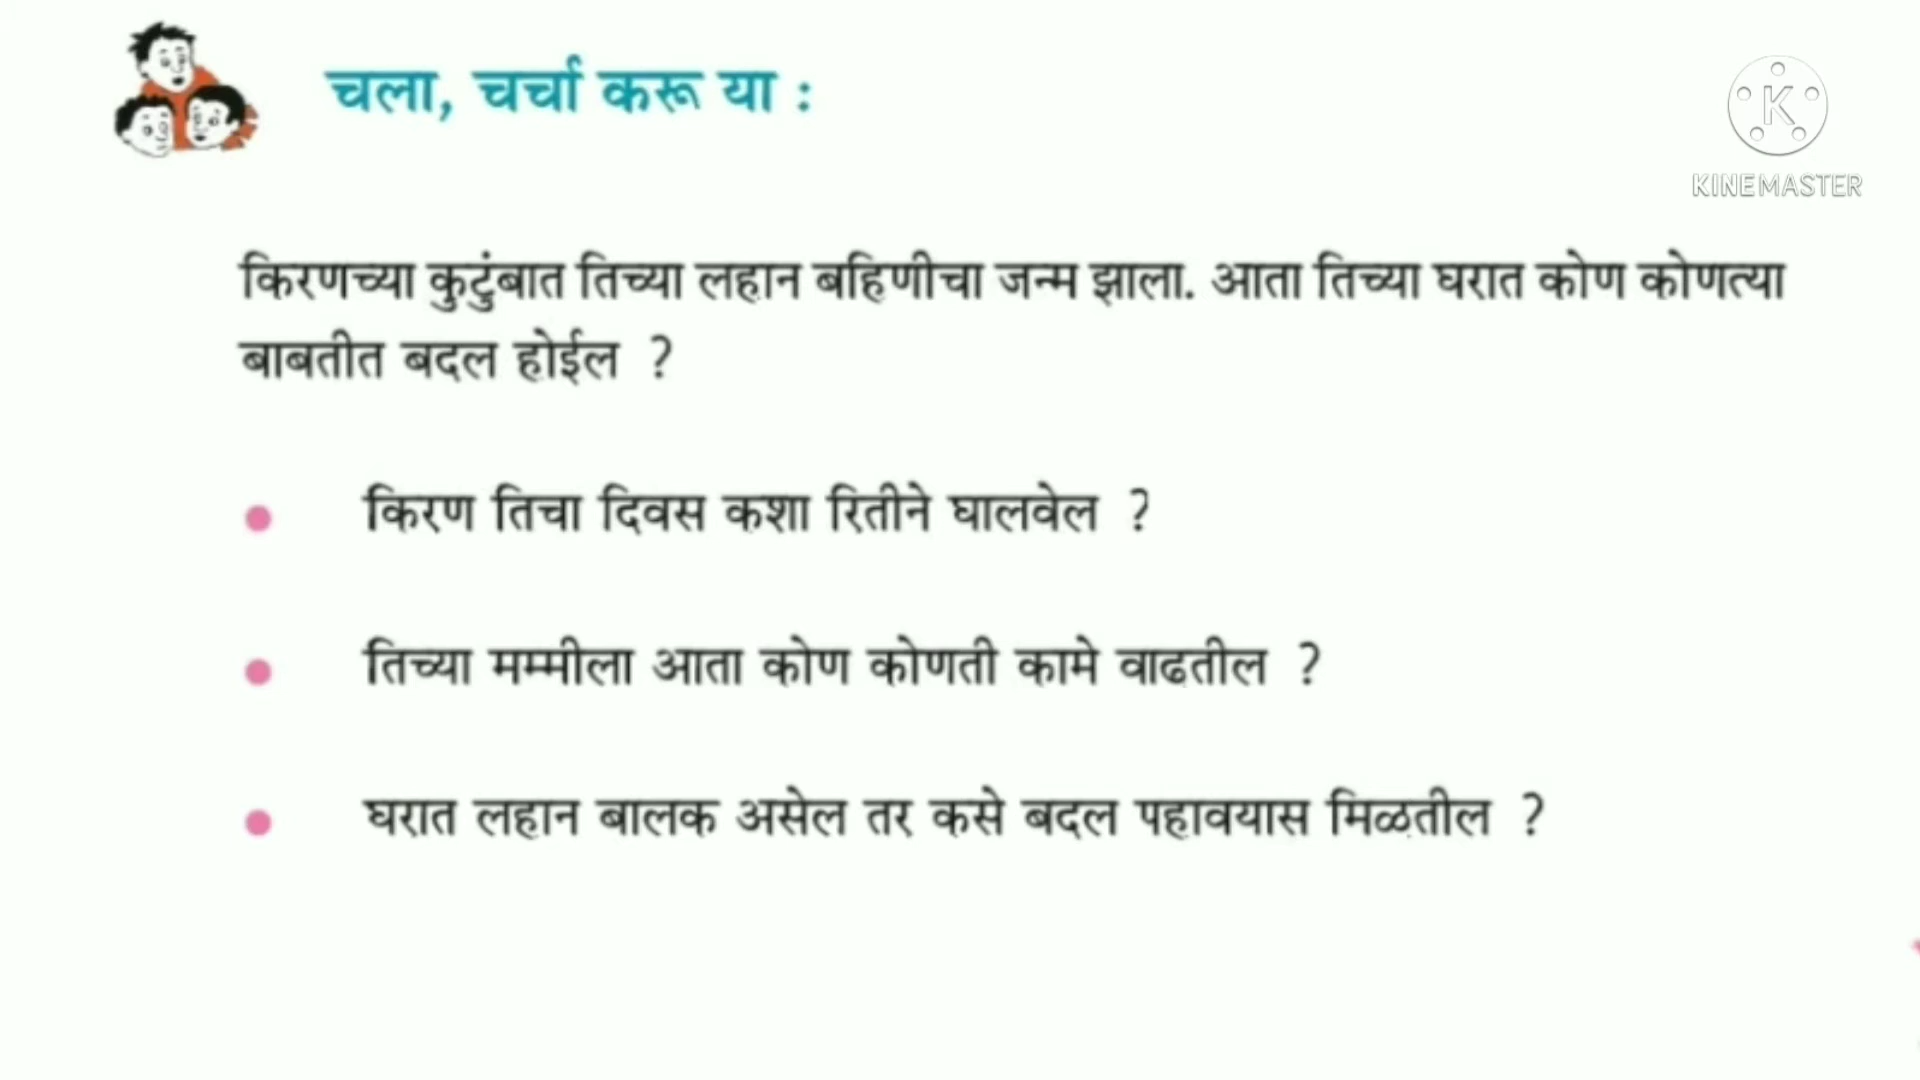 चला, चर्चा करू या :
KINEMASTER
किरणच्या कुटुंबात तिच्या लहान बहिणीचा जन्म झाला. आता तिच्या घरात कोण कोणत्या
बाबतीत बदल होईल ?
किरण तिचा दिवस कशा रितीने घालवेल ?
तिच्या मम्मीला आता कोण कोणती कामे वाढतील ?
घरात लहान बालक असेल तर कसे बदल पहावयास मिळतील ?